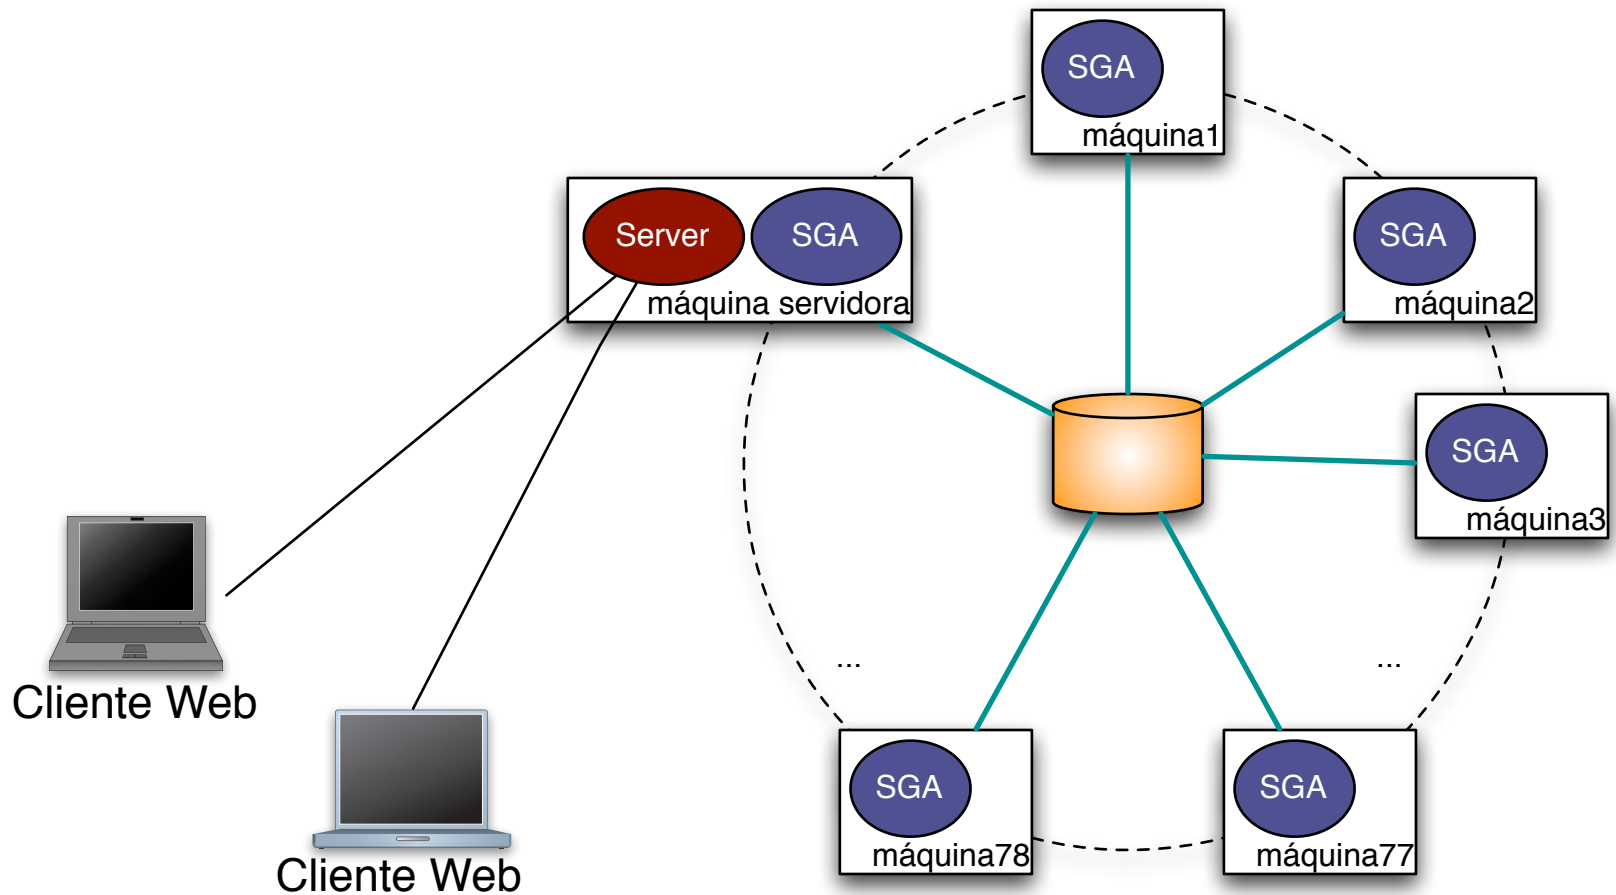 SGA
máquina1
Server
SGA
máquina servidora
SGA
máquina2
SGA
máquina3
...
...
Cliente Web
SGA
máquina78
SGA
máquina77
Cliente Web